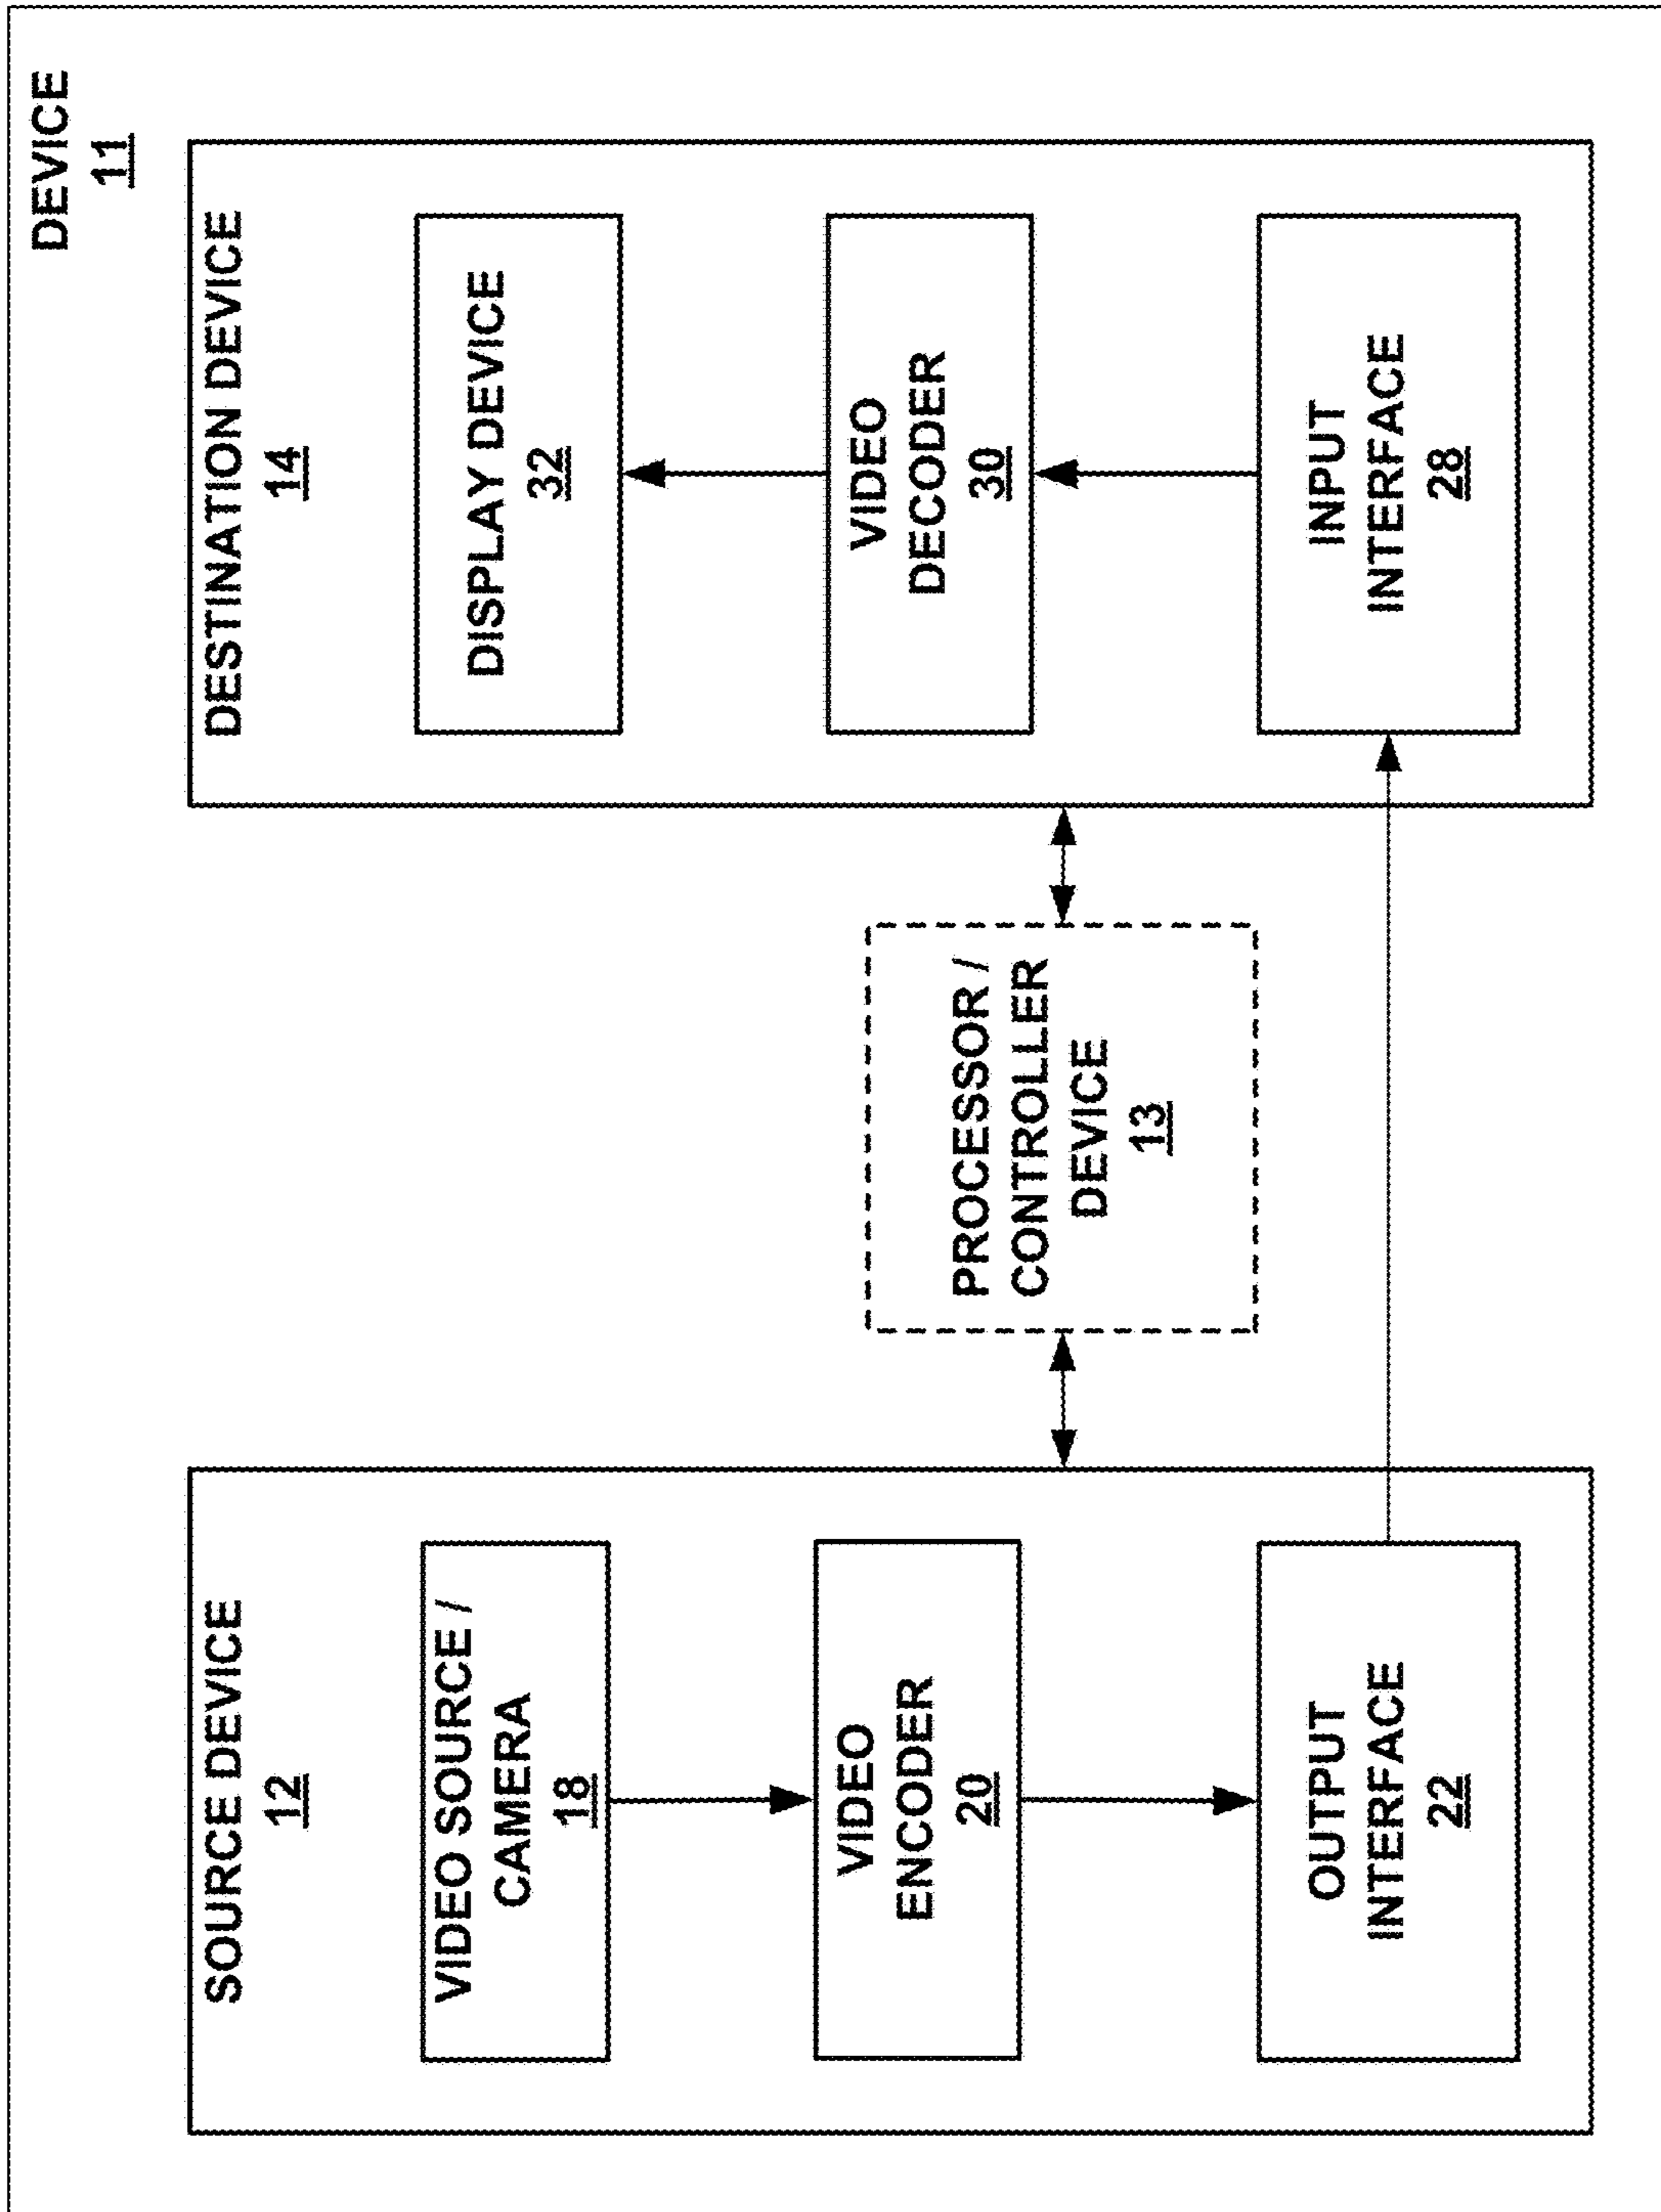 DEVICE
11
SOURCE DEVICE
12
VIDEO SOURCE /
CAMERA
18
VIDEO
ENCODER
20
OUTPUT
INTERFACE
22
PROCESSOR /
CONTROLLER
DEVICE
13
DESTINATION DEVICE
14
DISPLAY DEVICE
32
VIDEO
DECODER
30
INPUT
INTERFACE
28